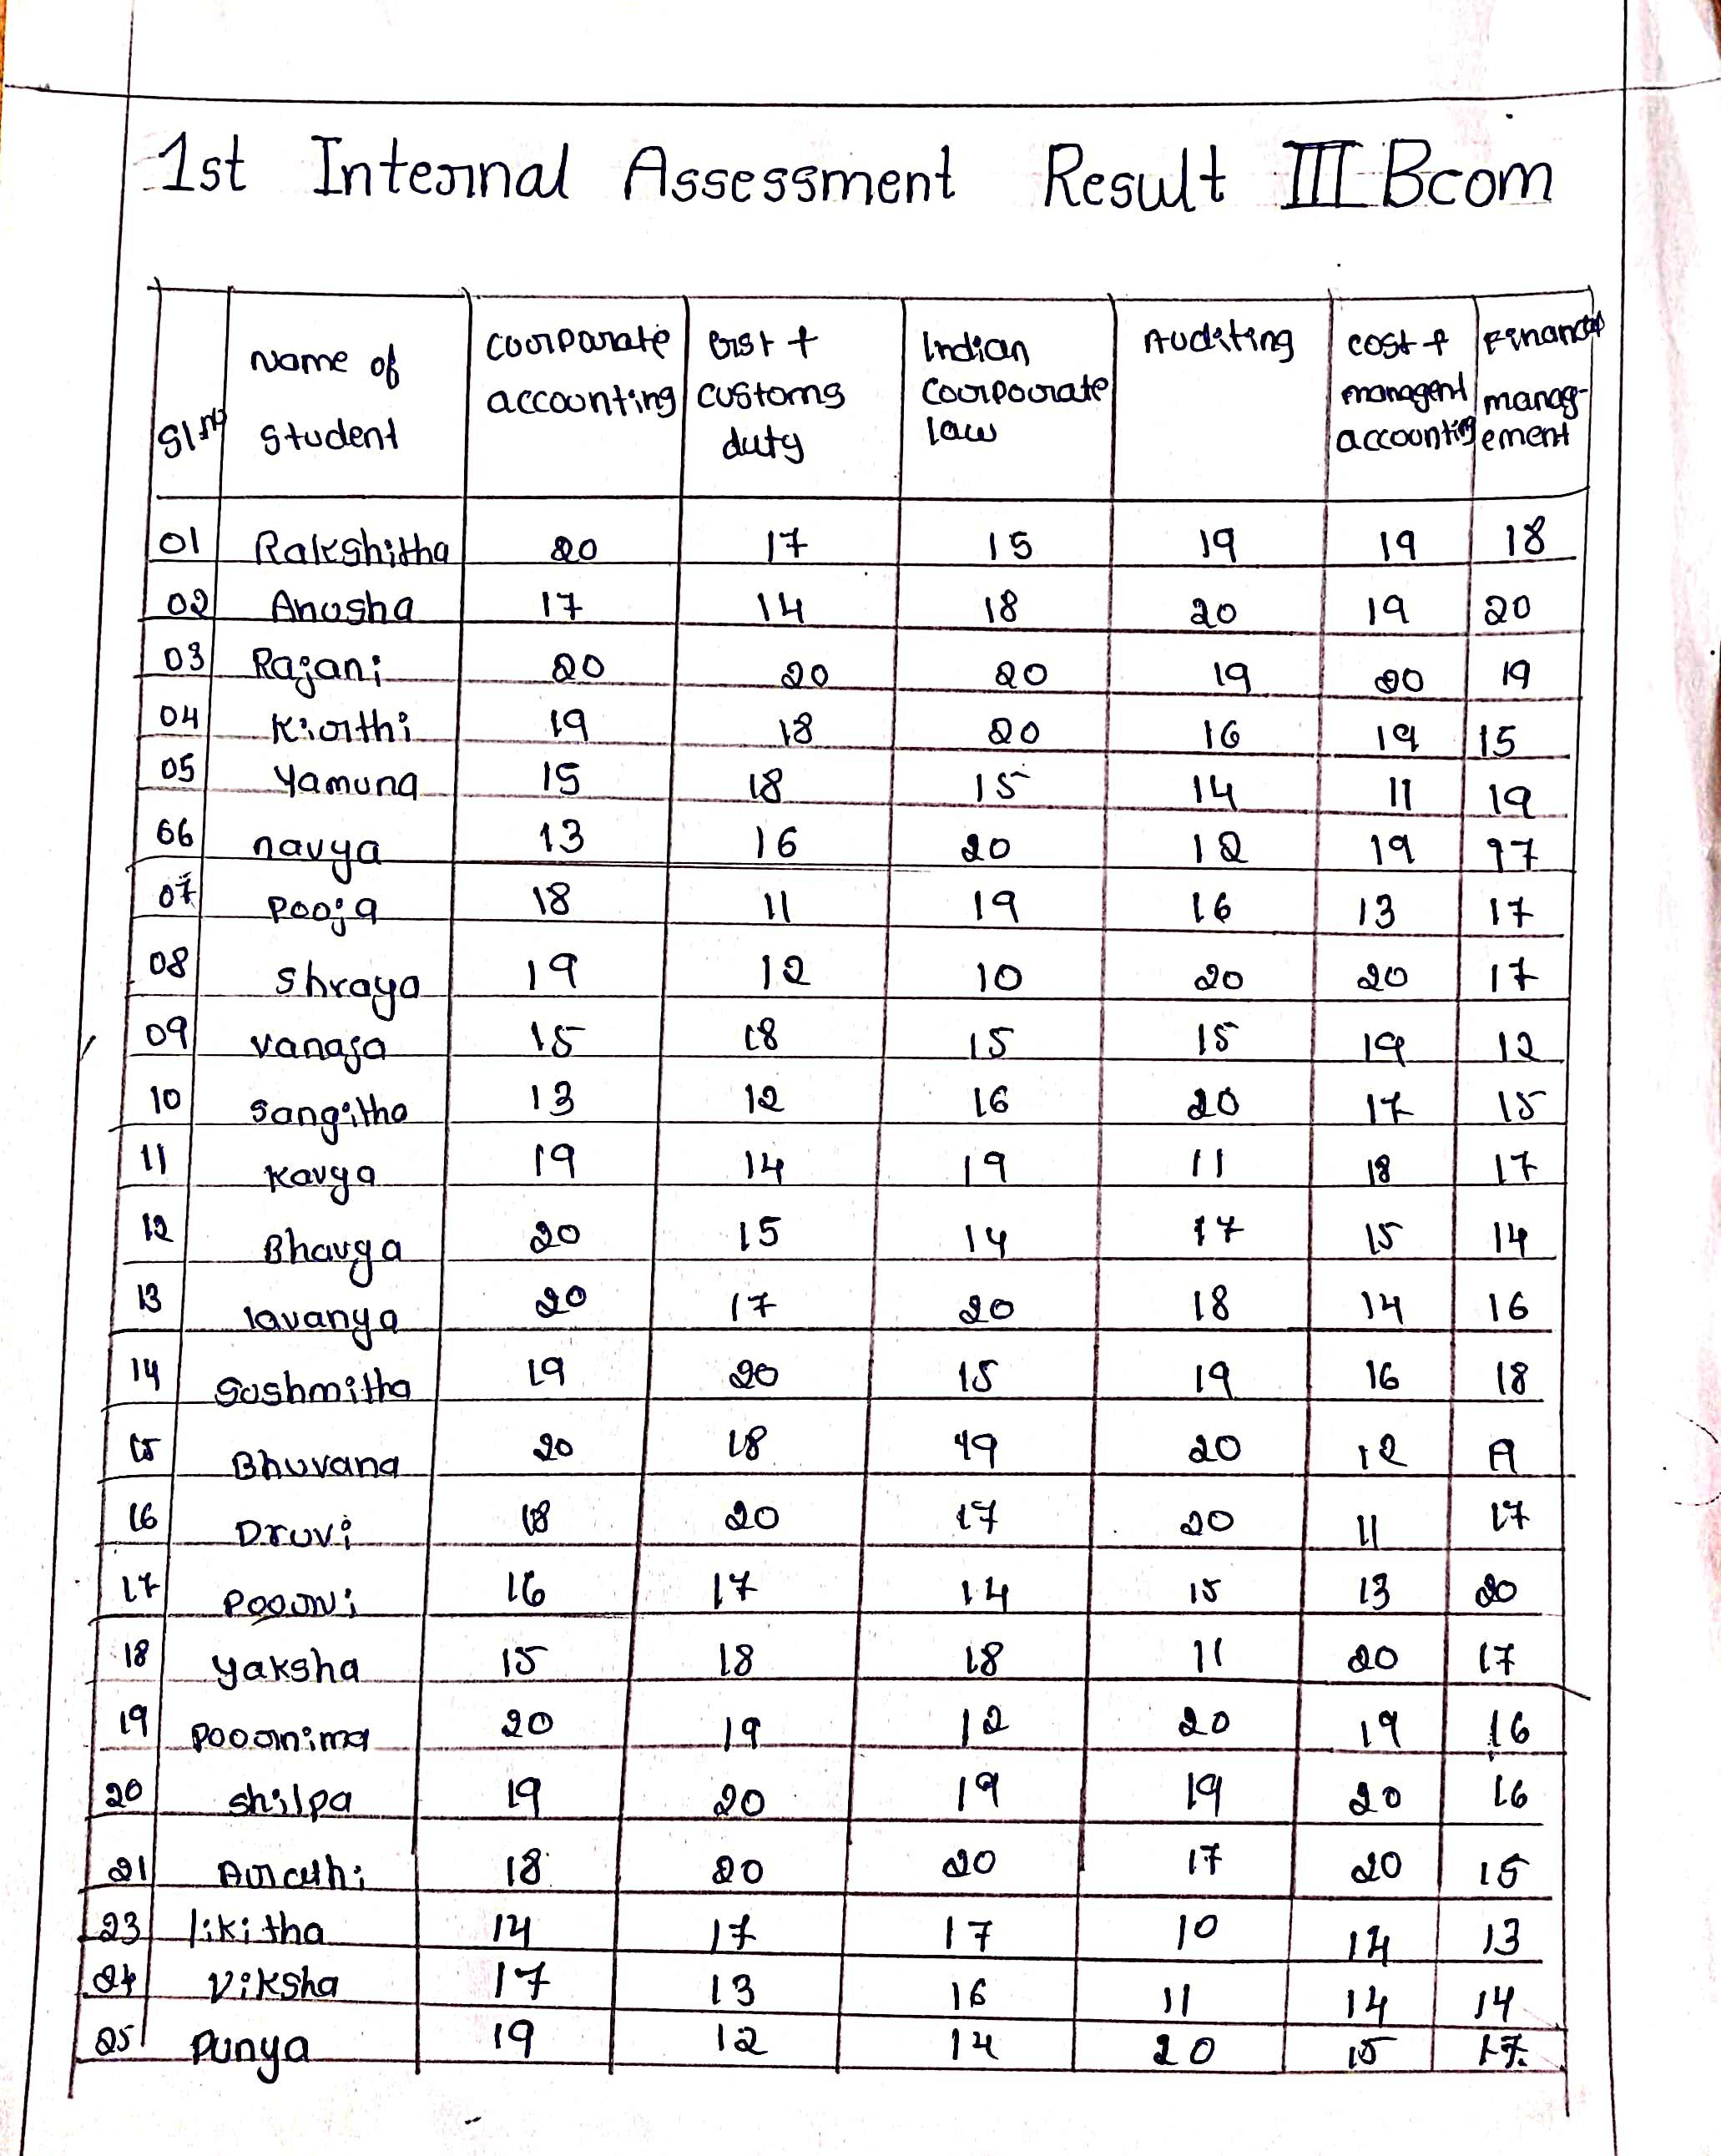 1st Internal Assessment Result III Bcom
Sl no Name of Student Coorparate accounting Gst + customs duty Indian Coorpoorate law Auditing cost + managent accounting Financial manag-ement
01 Rakshitha 20 17 15 19 19 18
02 Anusha 17 14 18 20 19 20
03 Rajani 20 20 20 19 20 19
04 Kirthi 19 18 20 16 19 15
05 Yamuna 15 18 15 14 11 19
06 navya 13 16 20 12 19 17
07 Pooja 18 11 19 16 13 17
08 Shraya 19 12 10 20 20 17
09 vanaja 15 18 15 15 19 12
10 Sangitha 13 12 16 20 17 15
11 Kavya 19 14 19 11 18 17
12 Bhavya 20 15 14 17 15 14
13 lavanya 20 17 20 18 14 16
14 Sushmitha 19 20 15 19 16 18
15 Bhuvana 20 18 19 20 12 A
16 Druvi 18 20 17 20 11 17
17 Poorvi 16 17 14 15 13 20
18 yaksha 15 18 18 11 20 17
19 Poornima 20 19 12 20 19 16
20 Shilpa 19 20 19 19 20 16
21 18 20 20 17 20 15
23 likitha 14 17 17 10 14 13
24 Viksha 17 13 16 11 14 14
25 Punya 19 12 14 20 15 17